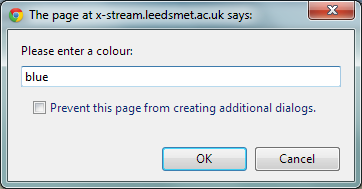 The page at x-stream.leedsmet.ac.uk says:
Please enter a colour:
blue
Prevent this page from creating additional dialogs.
OK Cancel